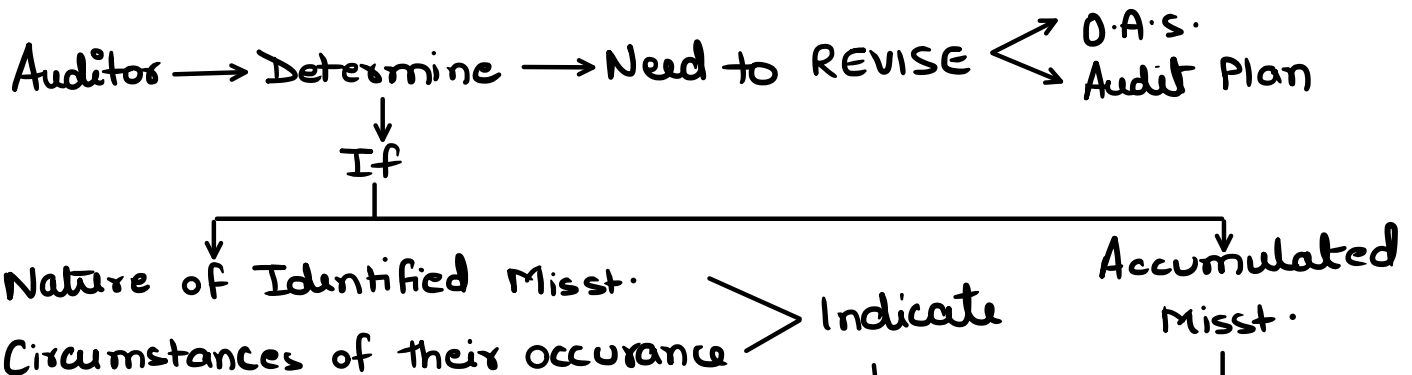 Auditor → Determine → Need to REVISE
O.A.S.
Audit Plan
If
Nature of Identified Misst.
Circumstances of their occurance
Indicate
Accumulated
Misst.